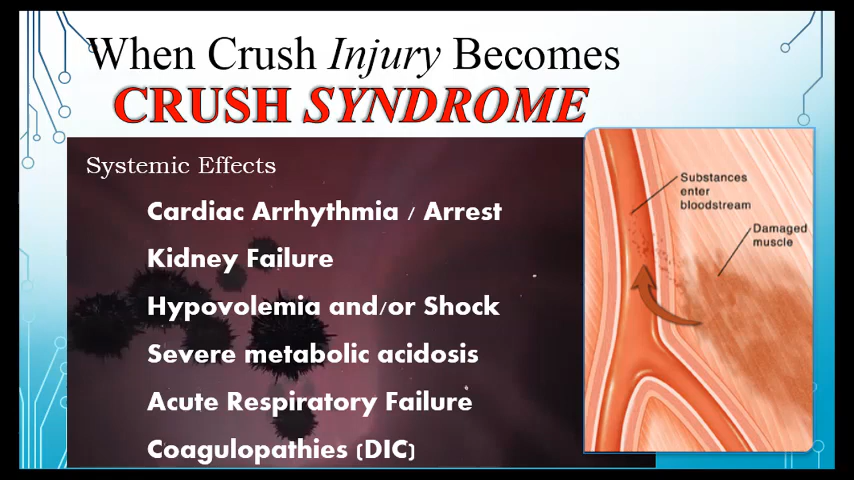 When Crush Injury Becomes
CRUSH SYNDROME
Systemic Effects
Cardiac Arrhythmia / Arrest
Kidney Failure
Hypovolemia and/or Shock
Severe metabolic acidosis
Acute Respiratory Failure
Coagulopathies (DIC)
Substances
enter
bloodstream
Damaged
muscle